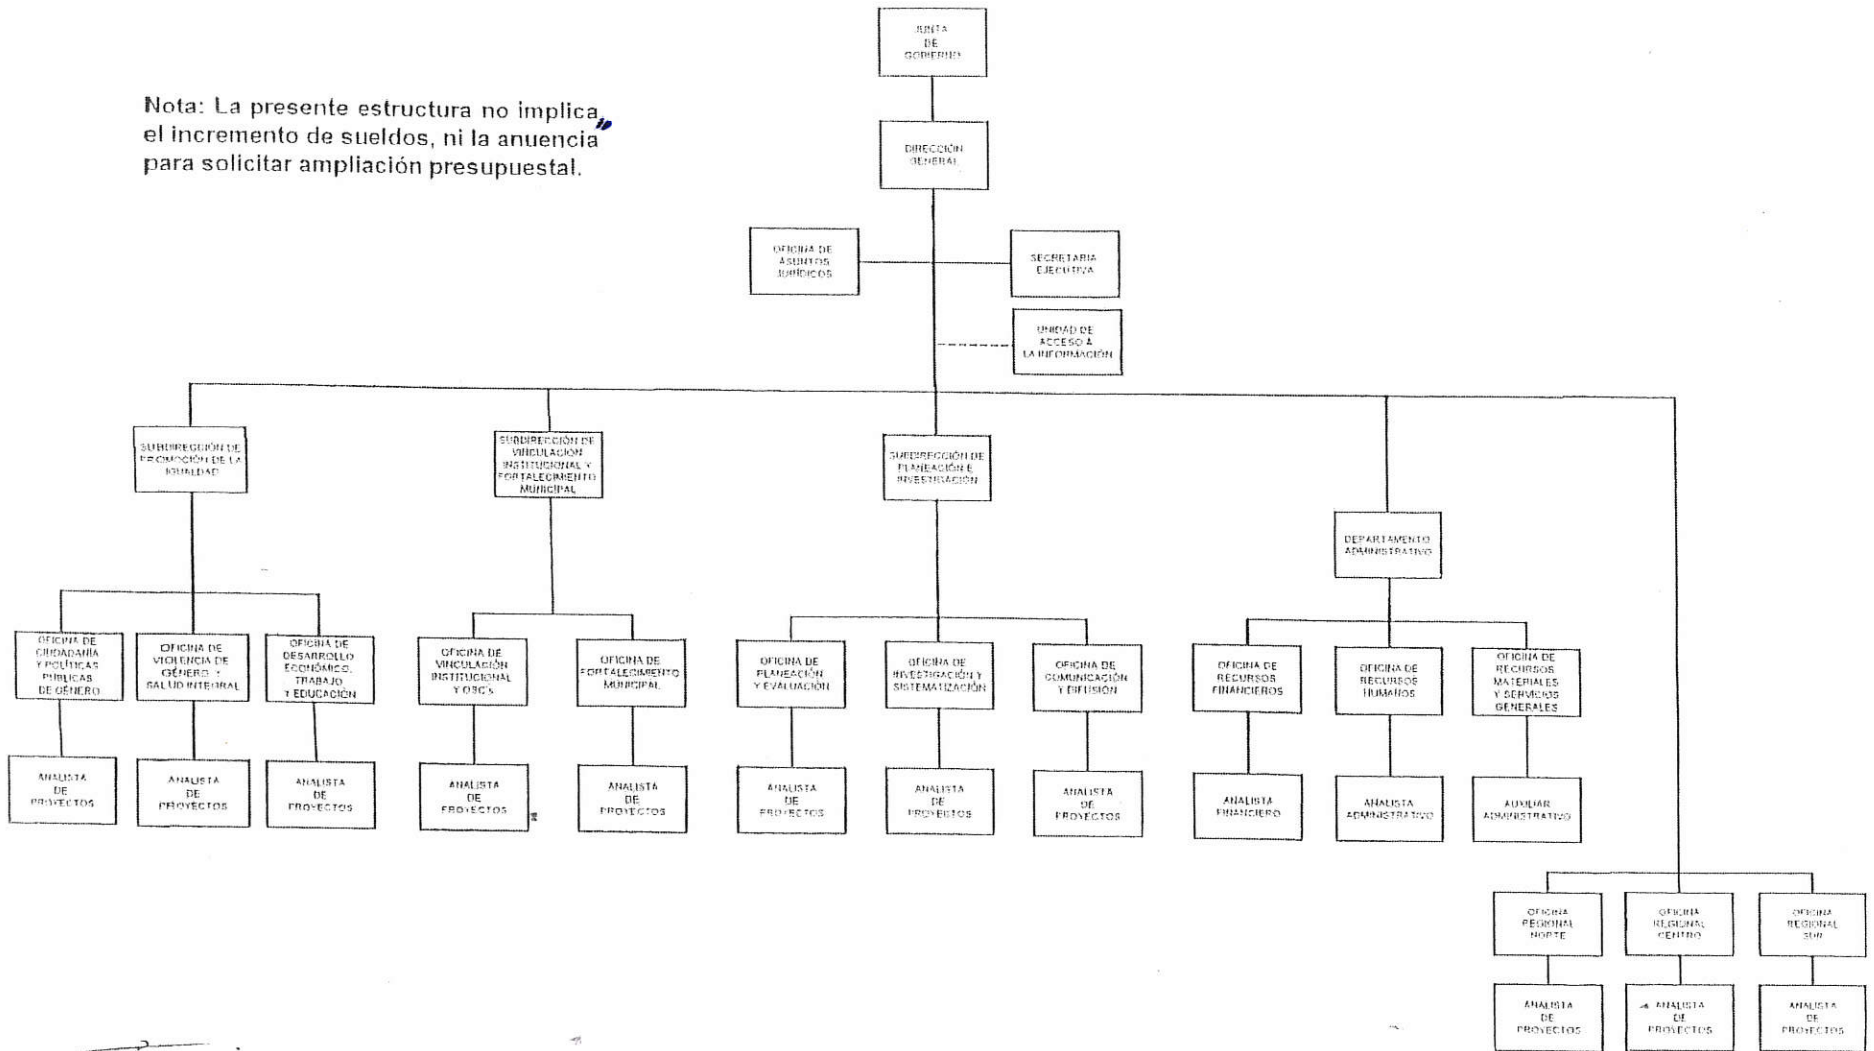 JUNTA
DE
GOBIERNO
Nota: La presente estructura no implica
el incremento de sueldos, ni la anuencia
para solicitar ampliación presupuestal.
DIRECCIÓN
GENERAL
OFICINA DE
ASUNTOS
JURÍDICOS
SECRETARIA
EJECUTIVA
UNIDAD DE
ACCESO A
LA INFORMACIÓN
SUBDIRECCIÓN DE
PROMOCIÓN DE LA
IGUALDAD
SUBDIRECCIÓN DE
VINCULACIÓN
INSTITUCIONAL Y
FORTALECIMIENTO
MUNICIPAL
SUBDIRECCIÓN DE
PLANEACIÓN E
INVESTIGACIÓN
DEPARTAMENTO
ADMINISTRATIVO
OFICINA DE
CIUDADANÍA
Y POLÍTICAS
PÚBLICAS
DE GÉNERO
OFICINA DE
VIOLENCIA DE
GÉNERO Y
SALUD INTEGRAL
OFICINA DE
DESARROLLO
ECONÓMICO,
TRABAJO
Y EDUCACIÓN
OFICINA DE
VINCULACIÓN
INSTITUCIONAL
Y OSC's
OFICINA DE
FORTALECIMIENTO
MUNICIPAL
OFICINA DE
PLANEACIÓN
Y EVALUACIÓN
OFICINA DE
INVESTIGACIÓN Y
SISTEMATIZACIÓN
OFICINA DE
COMUNICACIÓN
Y DIFUSIÓN
OFICINA DE
RECURSOS
FINANCIEROS
OFICINA DE
RECURSOS
HUMANOS
OFICINA DE
RECURSOS
MATERIALES
Y SERVICIOS
GENERALES
ANALISTA
DE
PROYECTOS
ANALISTA
DE
PROYECTOS
ANALISTA
DE
PROYECTOS
ANALISTA
DE
PROYECTOS
ANALISTA
DE
PROYECTOS
ANALISTA
DE
PROYECTOS
ANALISTA
DE
PROYECTOS
ANALISTA
DE
PROYECTOS
ANALISTA
FINANCIERO
ANALISTA
ADMINISTRATIVO
AUXILIAR
ADMINISTRATIVO
OFICINA
REGIONAL
NORTE
OFICINA
REGIONAL
CENTRO
OFICINA
REGIONAL
SUR
ANALISTA
DE
PROYECTOS
ANALISTA
DE
PROYECTOS
ANALISTA
DE
PROYECTOS